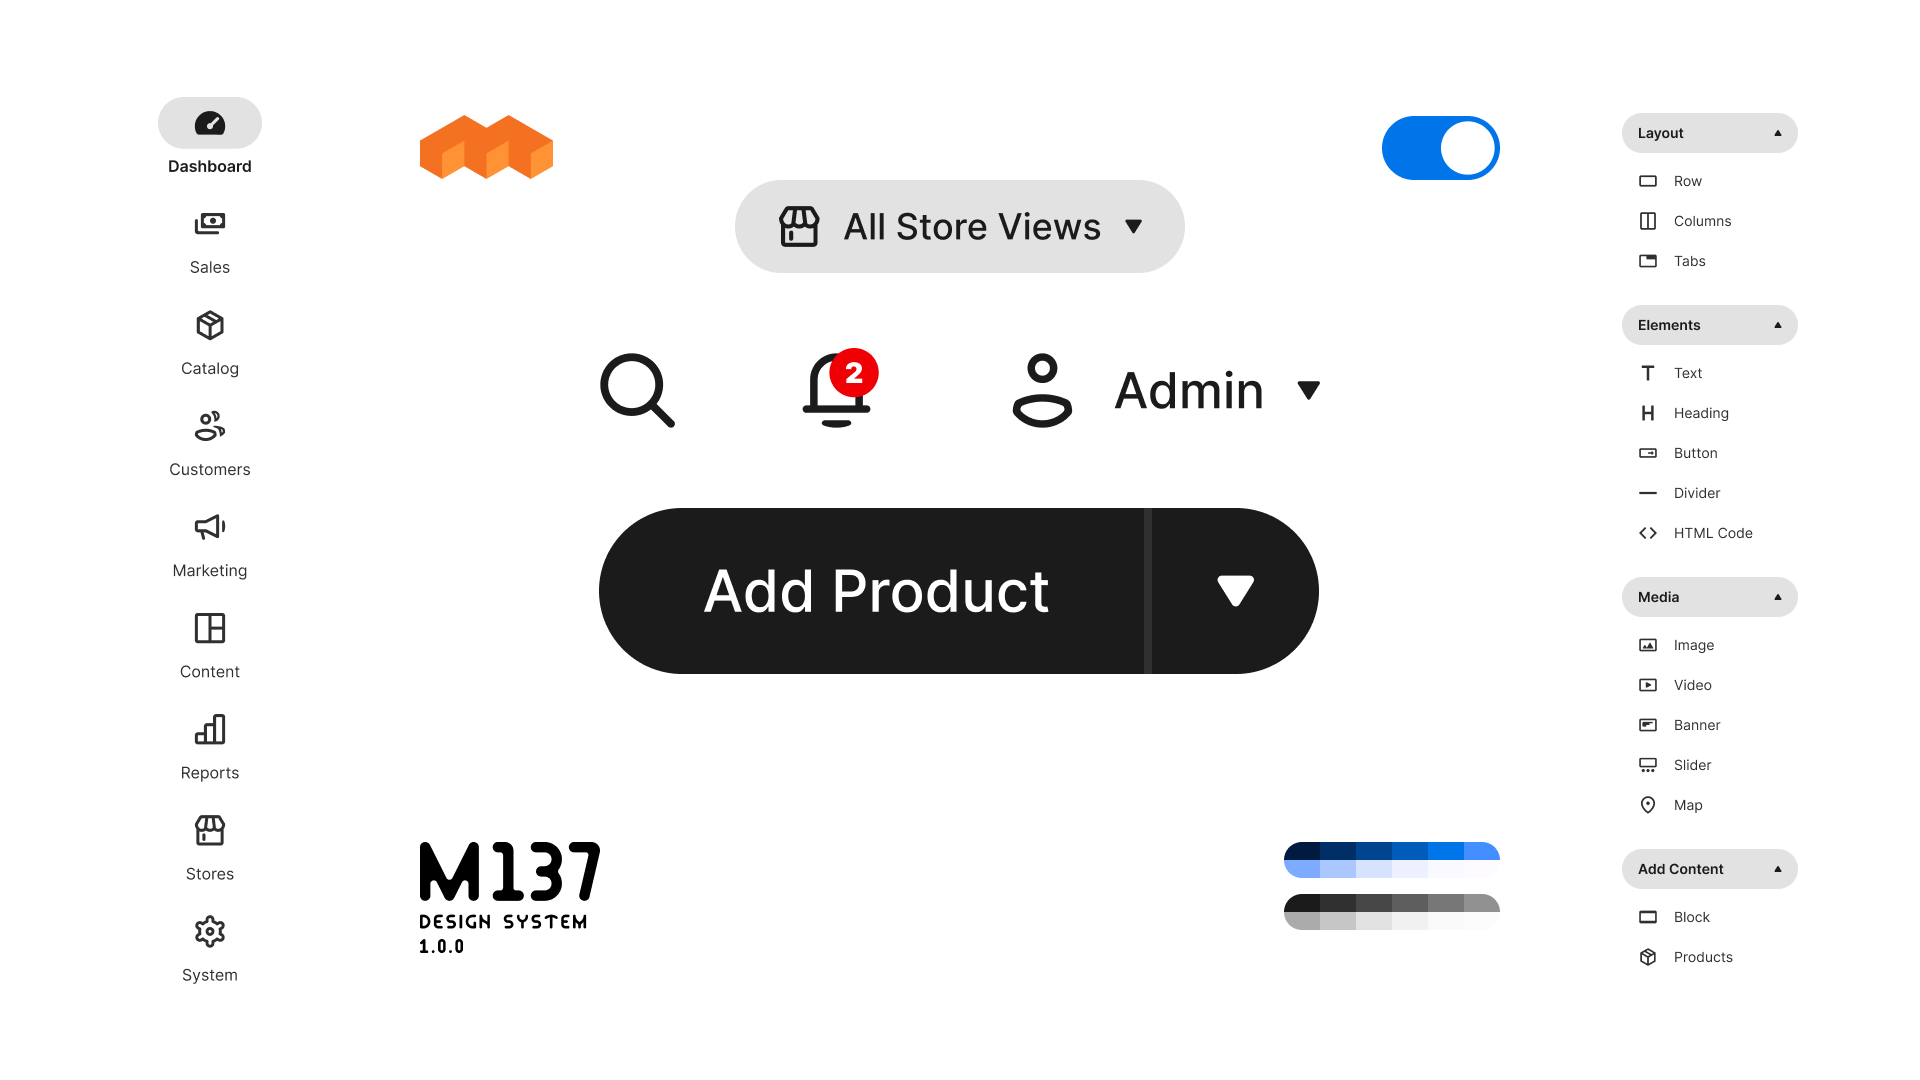 Dashboard
Sales
Catalog
Customers
Marketing
Content
Reports
Stores
System
All Store Views
2
Admin
Add Product
M137
DESIGN SYSTEM
1.0.0
Layout
Row
Columns
Tabs
Elements
Text
Heading
Button
Divider
HTML Code
Media
Image
Video
Banner
Slider
Map
Add Content
Block
Products